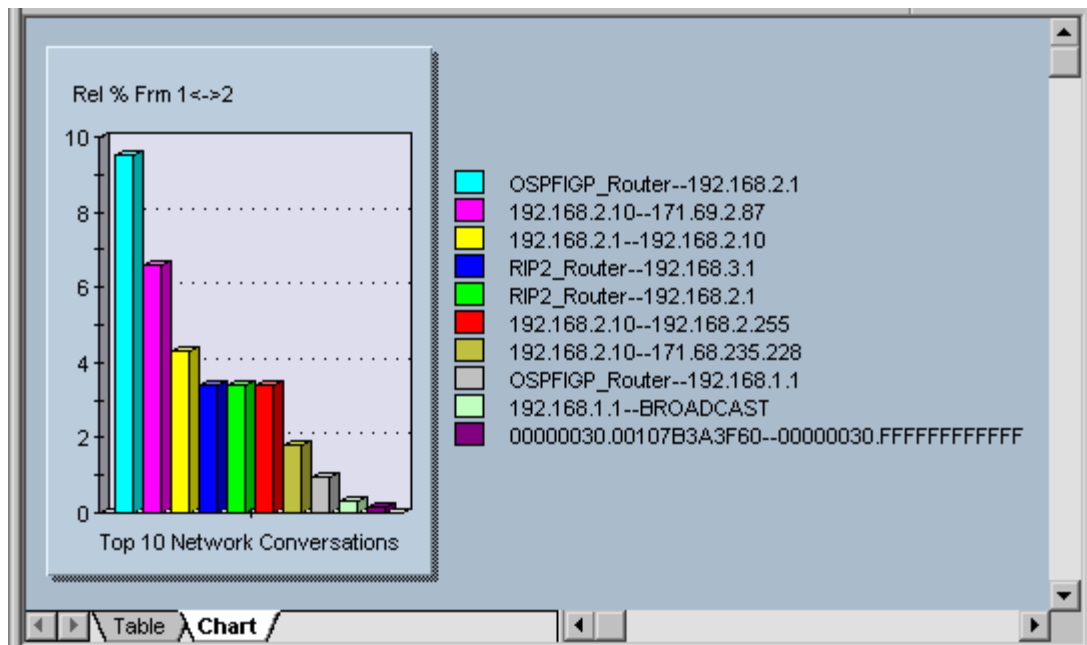 Rel % Frm 1<->2
10
8
6
4
2
0
Top 10 Network Conversations
OSPFIGP_Router--192.168.2.1
192.168.2.10--171.69.2.87
192.168.2.1--192.168.2.10
RIP2_Router--192.168.3.1
RIP2_Router--192.168.2.1
192.168.2.10--192.168.2.255
192.168.2.10--171.68.235.228
OSPFIGP_Router--192.168.1.1
192.168.1.1--BROADCAST
00000030.00107B3A3F60--00000030.FFFFFFFFFFFF
Table Chart